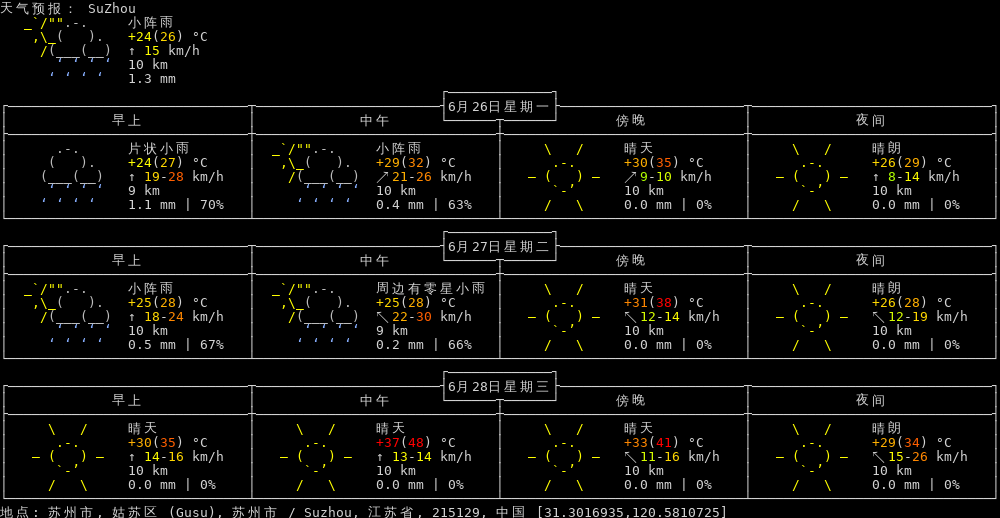 天气预报: SuZhou
小阵雨
+24(26) °C
↑ 15 km/h
10 km
1.3 mm
6月26日星期一
早上 中午 傍晚 夜间
片状小雨 小阵雨 晴天 晴朗
+24(27) °C +29(32) °C +30(35) °C +26(29) °C
↑ 19-28 km/h ↗ 21-26 km/h ↗ 9-10 km/h ↑ 8-14 km/h
9 km 10 km 10 km 10 km
1.1 mm | 70% 0.4 mm | 63% 0.0 mm | 0% 0.0 mm | 0%
6月27日星期二
早上 中午 傍晚 夜间
小阵雨 周边有零星小雨 晴天 晴朗
+25(28) °C +25(28) °C +31(38) °C +26(28) °C
↑ 18-24 km/h ↖ 22-30 km/h ↖ 12-14 km/h ↖ 12-19 km/h
10 km 9 km 10 km 10 km
0.5 mm | 67% 0.2 mm | 66% 0.0 mm | 0% 0.0 mm | 0%
6月28日星期三
早上 中午 傍晚 夜间
晴天 晴天 晴天 晴朗
+30(35) °C +37(48) °C +33(41) °C +29(34) °C
↑ 14-16 km/h ↑ 13-14 km/h ↖ 11-16 km/h ↖ 15-26 km/h
10 km 10 km 10 km 10 km
0.0 mm | 0% 0.0 mm | 0% 0.0 mm | 0% 0.0 mm | 0%
地点: 苏州市, 姑苏区 (Gusu), 苏州市 / Suzhou, 江苏省, 215129, 中国 [31.3016935,120.5810725]